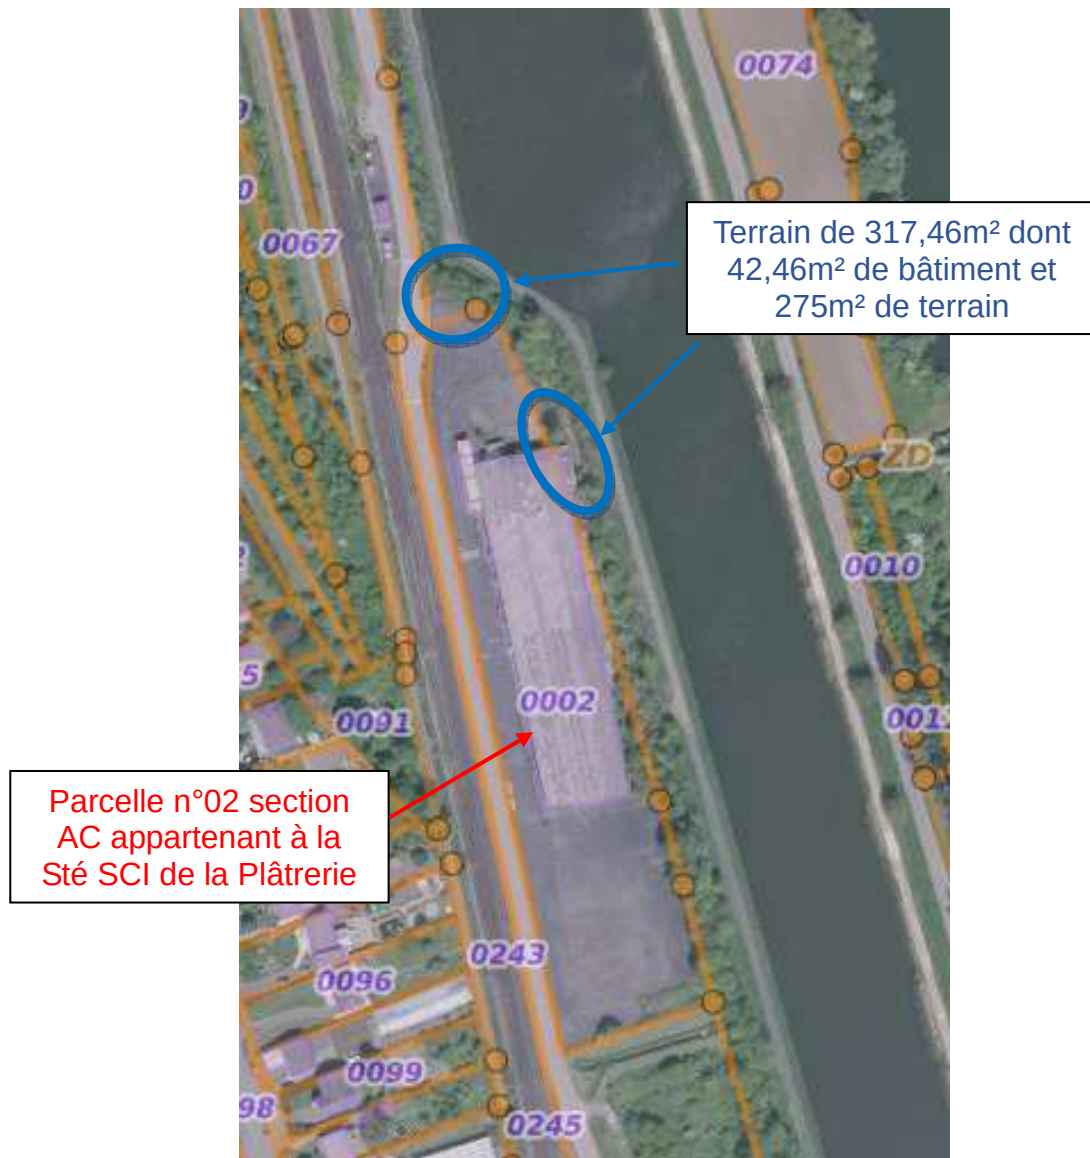 0074
0067
Terrain de 317,46m² dont
42,46m² de bâtiment et
275m² de terrain
ZD
0010
5
0002
0091
Parcelle n°02 section
AC appartenant à la
Sté SCI de la Plâtrerie
0243
0096
0099
98
0245